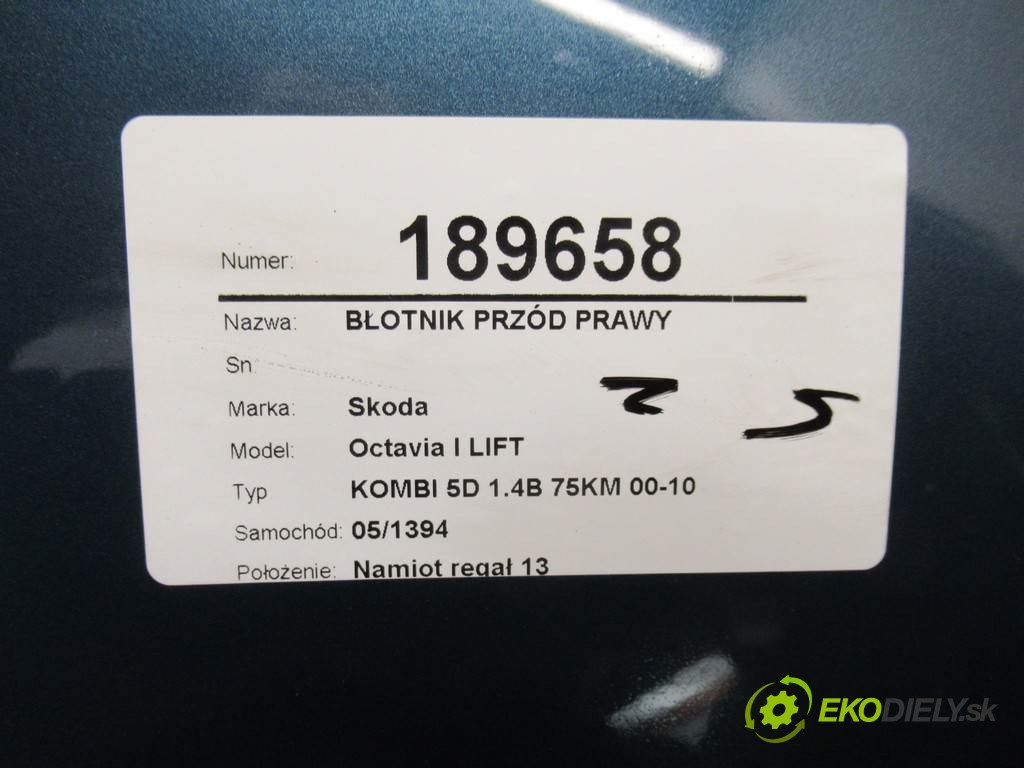 Numer: 189658
Nazwa: BŁOTNIK PRZÓD PRAWY
Sn:
Marka: Skoda
Model: Octavia I LIFT
Typ KOMBI 5D 1.4B 75KM 00-10
Samochód: 05/1394
Położenie: Namiot regał 13
EKODIELY.sk